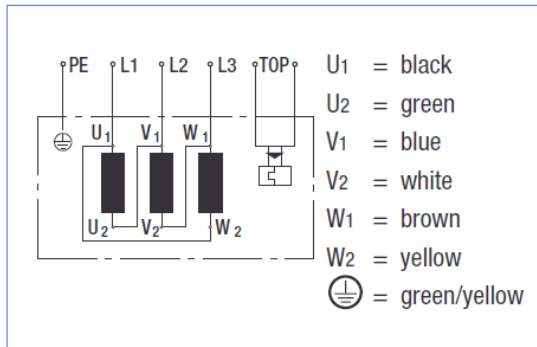 PE L1 L2 L3 TOP
U1 V1 W1
U2 V2 W2
U1 = black
U2 = green
V1 = blue
V2 = white
W1 = brown
W2 = yellow
= green/yellow